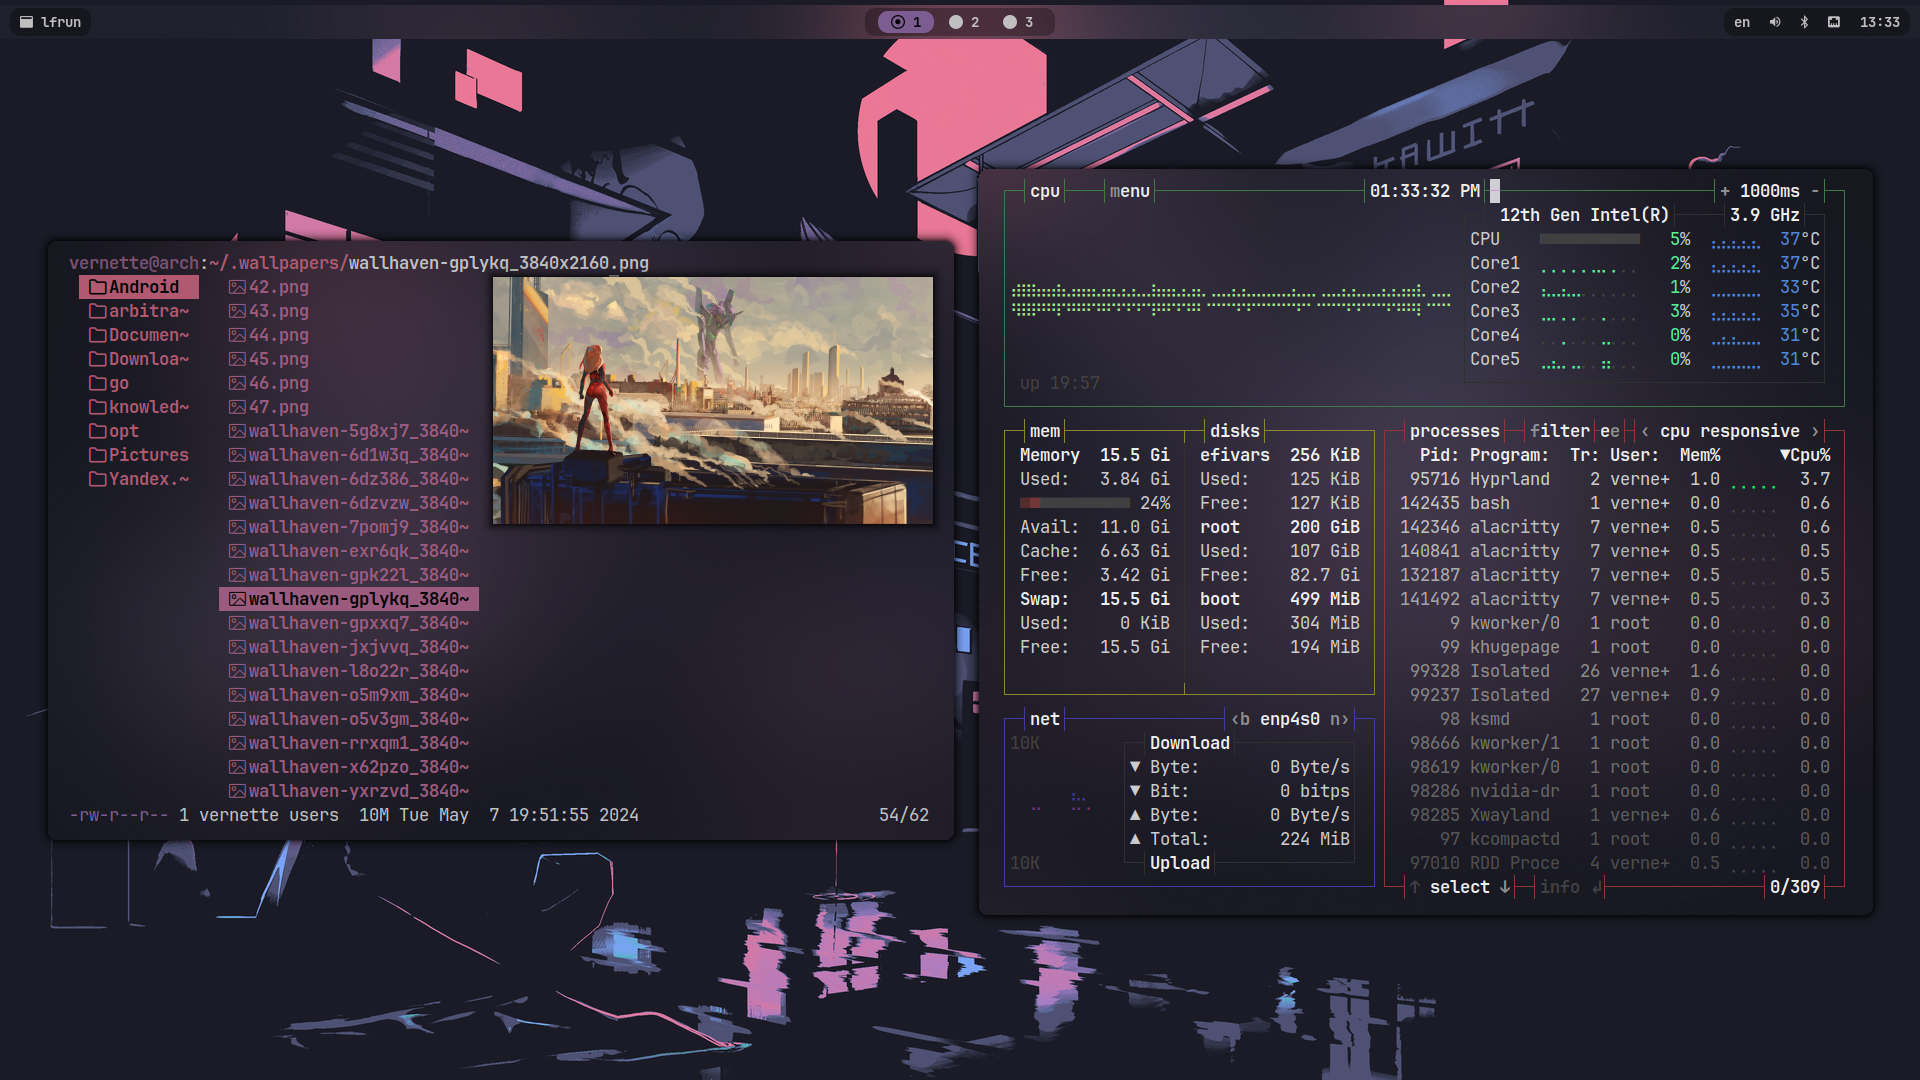 lfrun
1 2 3
en 13:33
KAWITT
vernette@arch:~/.wallpapers/wallhaven-gplykq_3840x2160.png
Android
arbitra~
Documen~
Downloa~
go
knowled~
opt
Pictures
Yandex.~
42.png
43.png
44.png
45.png
46.png
47.png
wallhaven-5g8xj7_3840~
wallhaven-6d1w3q_3840~
wallhaven-6dz386_3840~
wallhaven-6dzvzw_3840~
wallhaven-7pomj9_3840~
wallhaven-exr6qk_3840~
wallhaven-gpk22l_3840~
wallhaven-gplykq_3840~
wallhaven-gpxxq7_3840~
wallhaven-jxjvvq_3840~
wallhaven-l8o22r_3840~
wallhaven-o5m9xm_3840~
wallhaven-o5v3gm_3840~
wallhaven-rrxqm1_3840~
wallhaven-x62pzo_3840~
wallhaven-yxrzvd_3840~
-rw-r--r-- 1 vernette users 10M Tue May 7 19:51:55 2024 54/62
cpu menu 01:33:32 PM + 1000ms -
12th Gen Intel(R) 3.9 GHz
CPU 5% 37°C
Core1 2% 37°C
Core2 1% 33°C
Core3 3% 35°C
Core4 0% 31°C
Core5 0% 31°C
up 19:57
mem
Memory 15.5 Gi
Used: 3.84 Gi
24%
Avail: 11.0 Gi
Cache: 6.63 Gi
Free: 3.42 Gi
Swap: 15.5 Gi
Used: 0 KiB
Free: 15.5 Gi
disks
efivars 256 KiB
Used: 125 KiB
Free: 127 KiB
root 200 GiB
Used: 107 GiB
Free: 82.7 Gi
boot 499 MiB
Used: 304 MiB
Free: 194 MiB
net ‹b enp4s0 n›
10K
Download
▼ Byte: 0 Byte/s
▼ Bit: 0 bitps
▲ Byte: 0 Byte/s
▲ Total: 224 MiB
10K
Upload
processes filter ee ‹ cpu responsive ›
Pid: Program: Tr: User: Mem% ▼Cpu%
95716 Hyprland 2 verne+ 1.0 3.7
142435 bash 1 verne+ 0.0 0.6
142346 alacritty 7 verne+ 0.5 0.6
140841 alacritty 7 verne+ 0.5 0.5
132187 alacritty 7 verne+ 0.5 0.5
141492 alacritty 7 verne+ 0.5 0.3
9 kworker/0 1 root 0.0 0.0
99 khugepage 1 root 0.0 0.0
99328 Isolated 26 verne+ 1.6 0.0
99237 Isolated 27 verne+ 0.9 0.0
98 ksmd 1 root 0.0 0.0
98666 kworker/1 1 root 0.0 0.0
98619 kworker/0 1 root 0.0 0.0
98286 nvidia-dr 1 root 0.0 0.0
98285 Xwayland 1 verne+ 0.6 0.0
97 kcompactd 1 root 0.0 0.0
97010 RDD Proce 4 verne+ 0.5 0.0
↑ select ↓ info ↲ 0/309